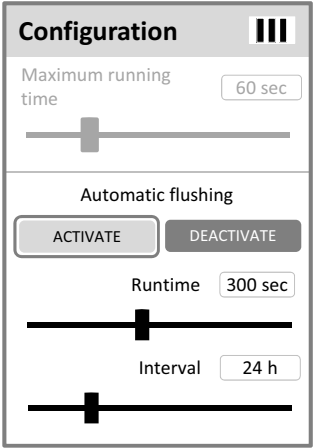 Configuration
Maximum running
time
60 sec
Automatic flushing
ACTIVATE DEACTIVATE
Runtime 300 sec
Interval 24 h